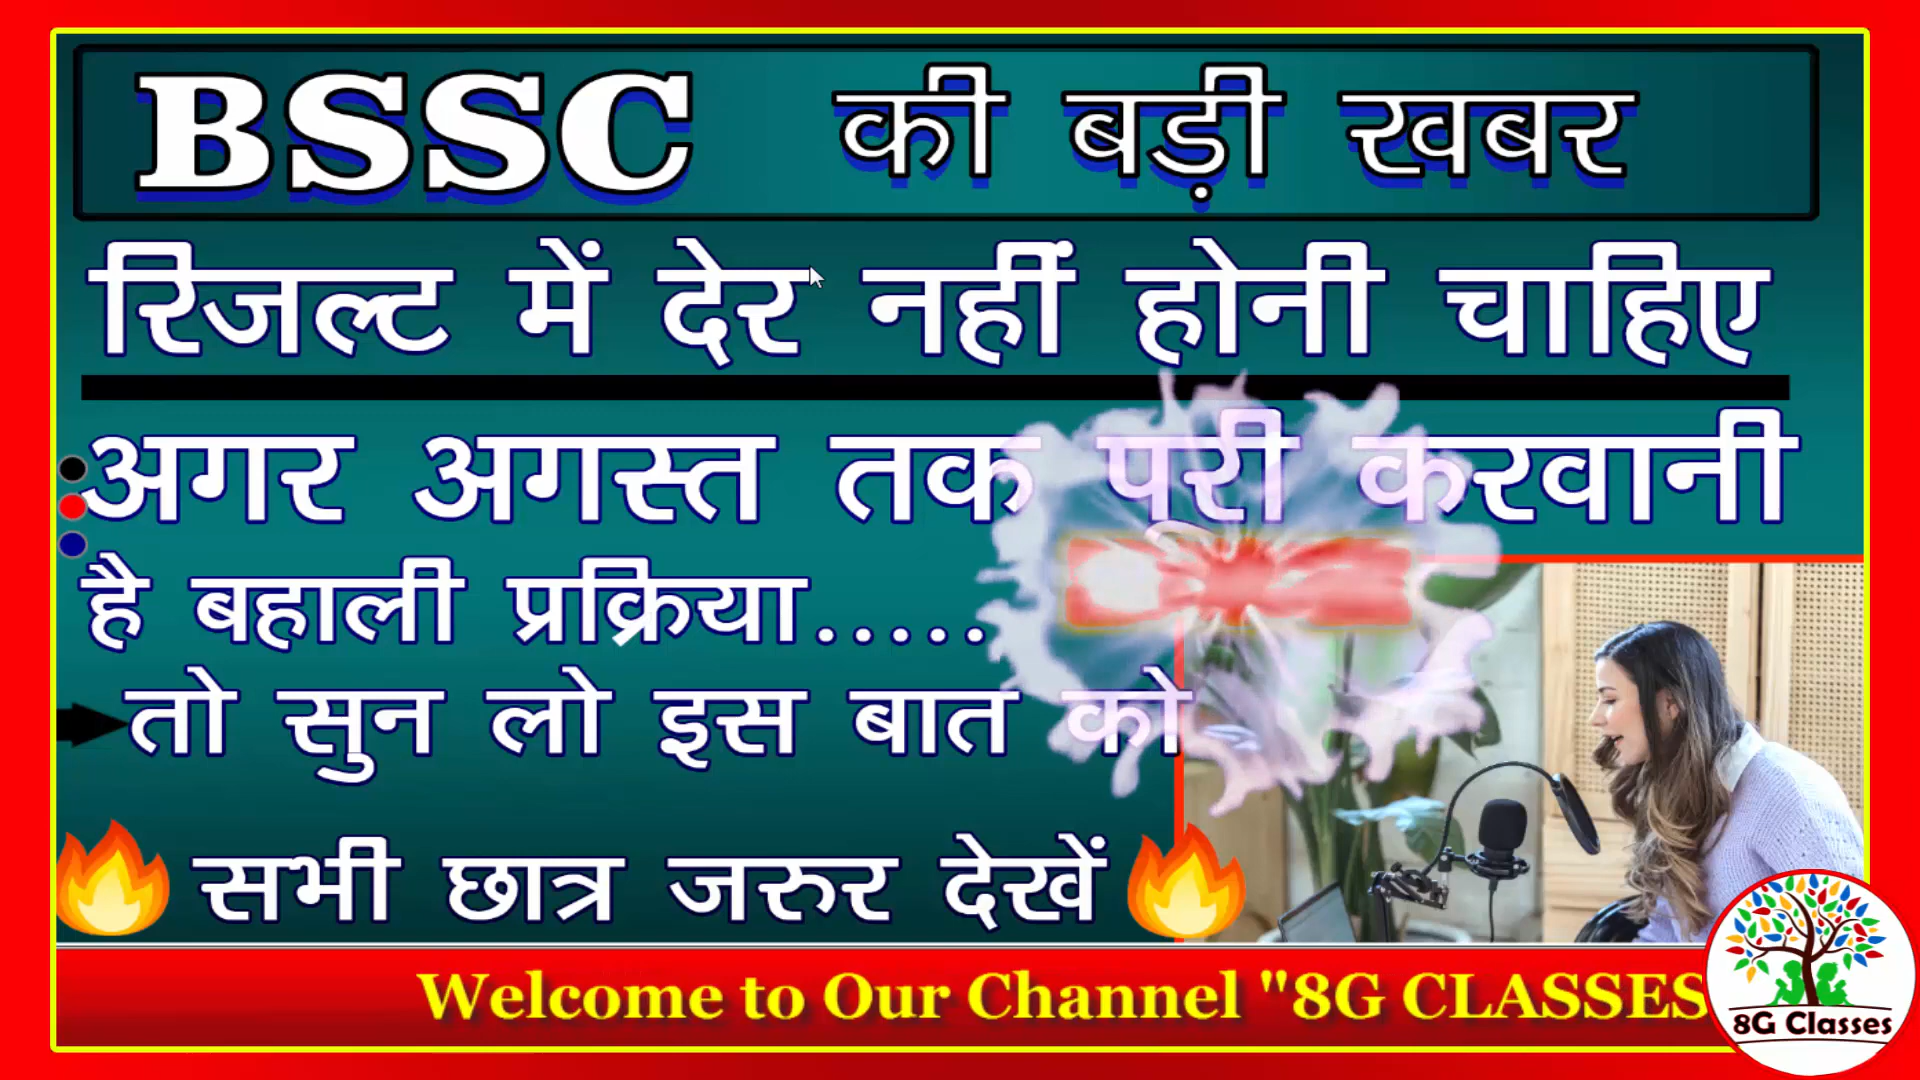 BSSC की बड़ी खबर
रिजल्ट में देर नहीं होनी चाहिए
अगर अगस्त तक पूरी करवानी
है बहाली प्रक्रिया.....
तो सुन लो इस बात को
सभी छात्र जरुर देखें
Welcome to Our Channel "8G CLASSES
8G Classes